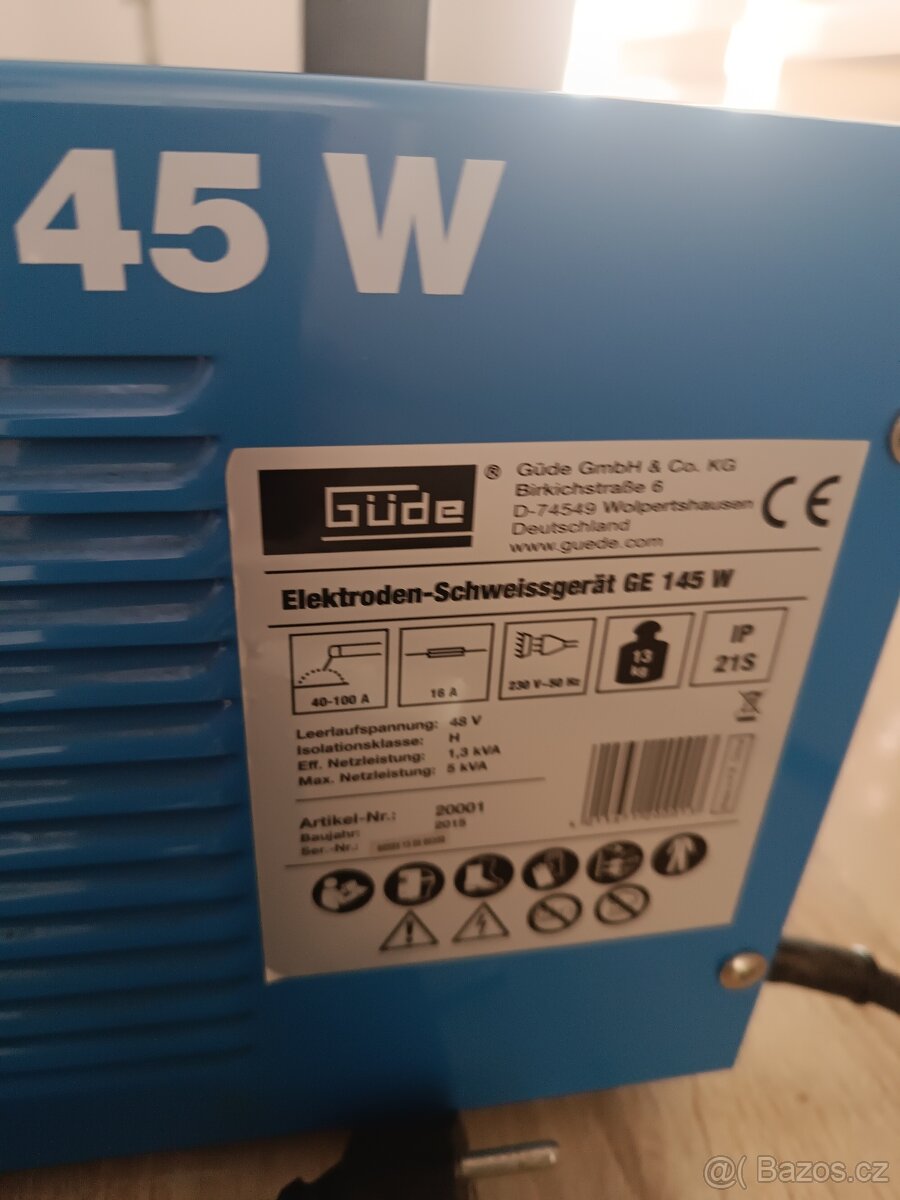 45 W
Güde ®
Güde GmbH & Co. KG
Birkichstraße 6
D-74549 Wolpertshausen
Deutschland
www.guede.com
CE
Elektroden-Schweissgerät GE 145 W
40-100 A
16 A
230 V~50 Hz
13
kg
IP
21S
Leerlaufspannung: 48 V
Isolationsklasse: H
Eff. Netzleistung: 1,3 kVA
Max. Netzleistung: 5 kVA
Artikel-Nr.: 20001
Baujahr: 2015
Ser.-Nr.:
@( Bazos.cz